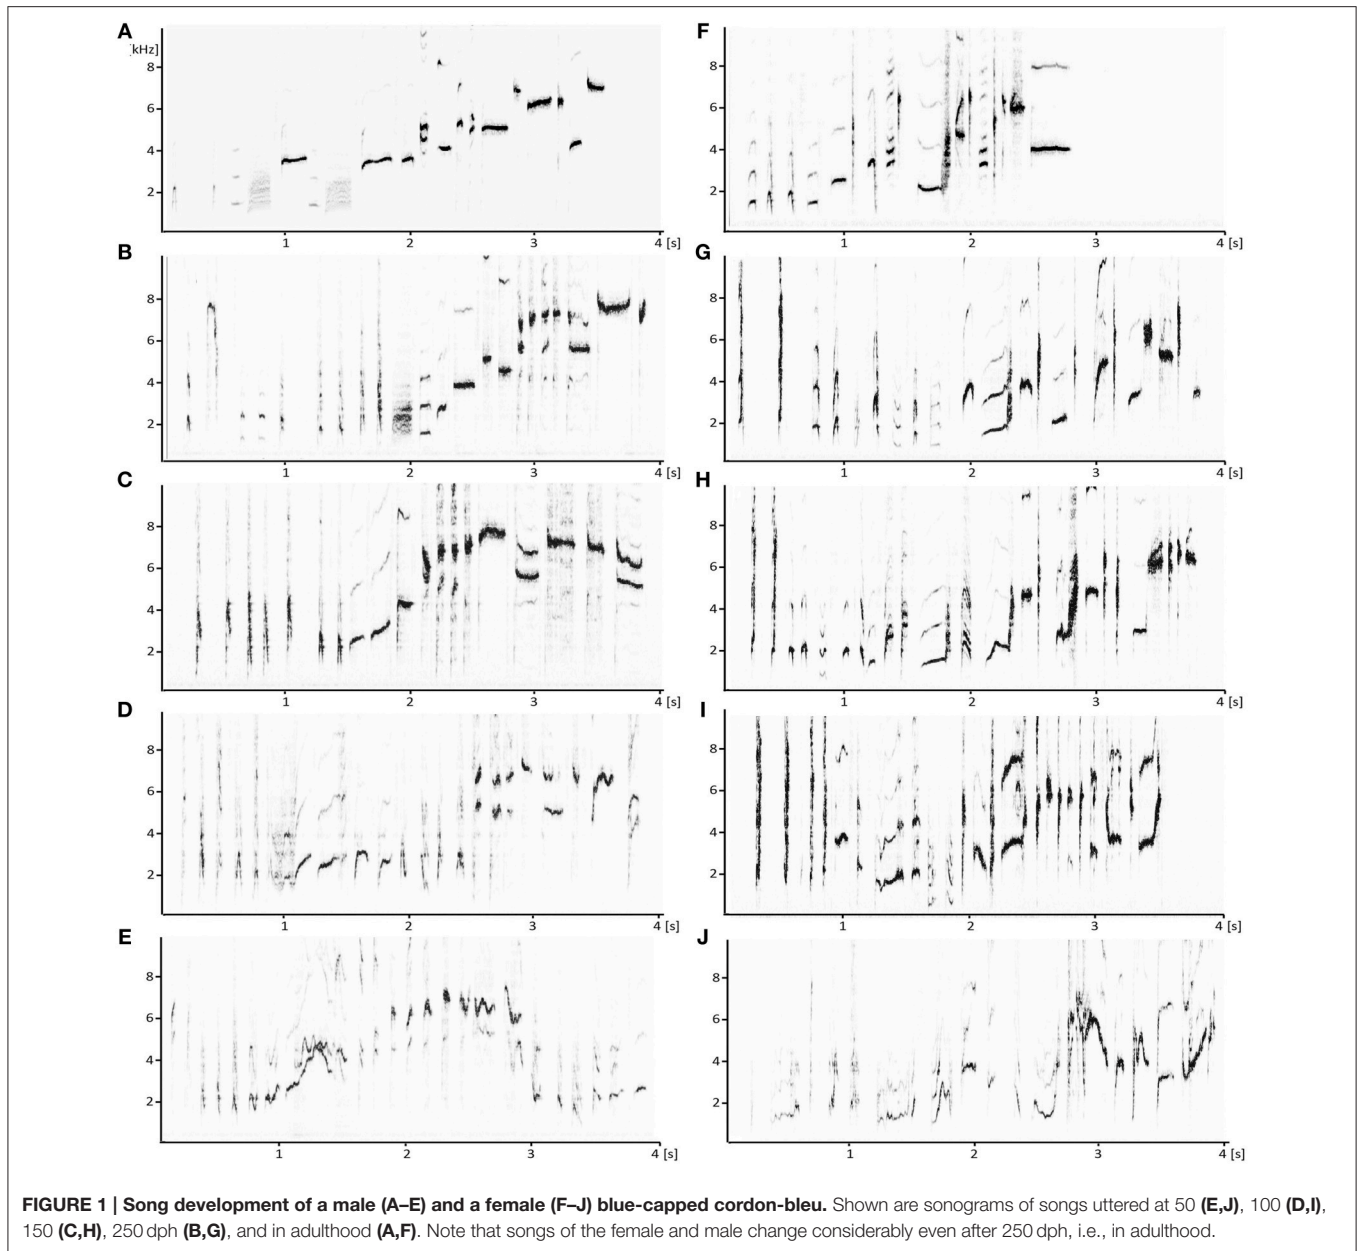 A
[kHz]
8
6
4
2
1 2 3 4 [s]
B
8
6
4
2
1 2 3 4 [s]
C
8
6
4
2
1 2 3 4 [s]
D
8
6
4
2
1 2 3 4 [s]
E
8
6
4
2
1 2 3 4 [s]
F
8
6
4
2
1 2 3 4 [s]
G
8
6
4
2
1 2 3 4 [s]
H
8
6
4
2
1 2 3 4 [s]
I
8
6
4
2
1 2 3 4 [s]
J
8
6
4
2
1 2 3 4 [s]
FIGURE 1 | Song development of a male (A–E) and a female (F–J) blue-capped cordon-bleu. Shown are sonograms of songs uttered at 50 (E,J), 100 (D,I),
150 (C,H), 250 dph (B,G), and in adulthood (A,F). Note that songs of the female and male change considerably even after 250 dph, i.e., in adulthood.